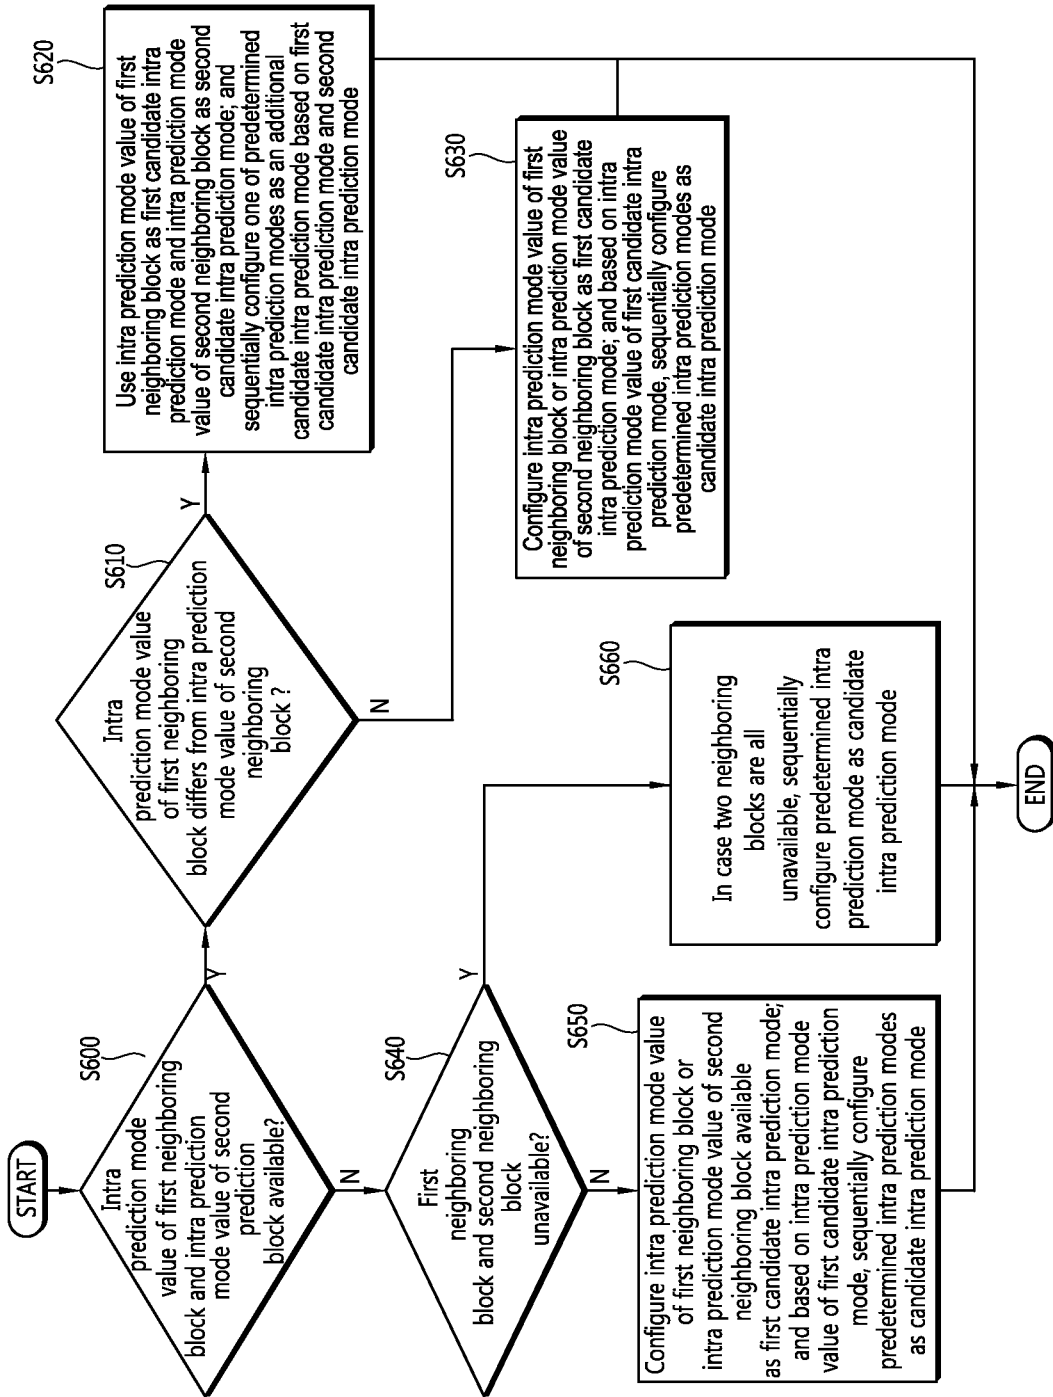 START
S600
Intra
prediction mode
value of first neighboring
block and intra prediction
mode value of second
prediction
block available?
Y
N
S610
Intra
prediction mode value
of first neighboring
block differs from intra prediction
mode value of second
neighboring
block ?
Y
N
S620
Use intra prediction mode value of first
neighboring block as first candidate intra
prediction mode and intra prediction mode
value of second neighboring block as second
candidate intra prediction mode; and
sequentially configure one of predetermined
intra prediction modes as an additional
candidate intra prediction mode based on first
candidate intra prediction mode and second
candidate intra prediction mode
S630
Configure intra prediction mode value of first
neighboring block or intra prediction mode value
of second neighboring block as first candidate
intra prediction mode; and based on intra
prediction mode value of first candidate intra
prediction mode, sequentially configure
predetermined intra prediction modes as
candidate intra prediction mode
S640
First
neighboring
block and second neighboring
block
unavailable?
Y
N
S650
Configure intra prediction mode value
of first neighboring block or
intra prediction mode value of second
neighboring block available
as first candidate intra prediction mode;
and based on intra prediction mode
value of first candidate intra prediction
mode, sequentially configure
predetermined intra prediction modes
as candidate intra prediction mode
S660
In case two neighboring
blocks are all
unavailable, sequentially
configure predetermined intra
prediction mode as candidate
intra prediction mode
END